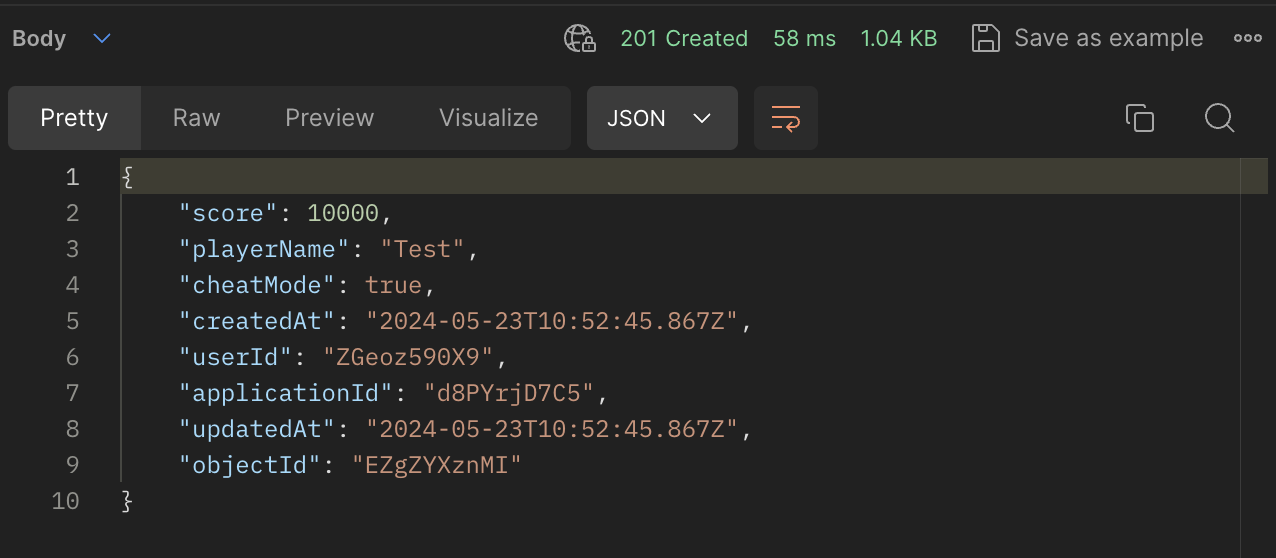 Body 201 Created 58 ms 1.04 KB Save as example
Pretty Raw Preview Visualize JSON
1 {
2 "score": 10000,
3 "playerName": "Test",
4 "cheatMode": true,
5 "createdAt": "2024-05-23T10:52:45.867Z",
6 "userId": "ZGeoz590X9",
7 "applicationId": "d8PYrjD7C5",
8 "updatedAt": "2024-05-23T10:52:45.867Z",
9 "objectId": "EZgZYXznMI"
10 }